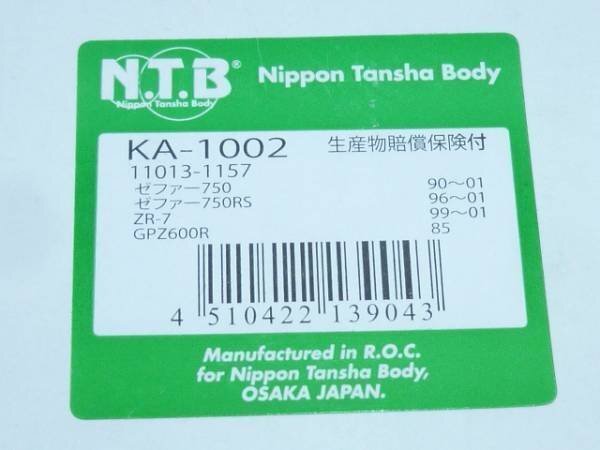 N.T.B® Nippon Tansha Body
Nippon Tansha Body
KA-1002 生産物賠償保険付
11013-1157
ゼファー750 90～01
ゼファー750RS 96～01
ZR-7 99～01
GPZ600R 85
4 510422 139043
Manufactured in R.O.C.
for Nippon Tansha Body,
OSAKA JAPAN.